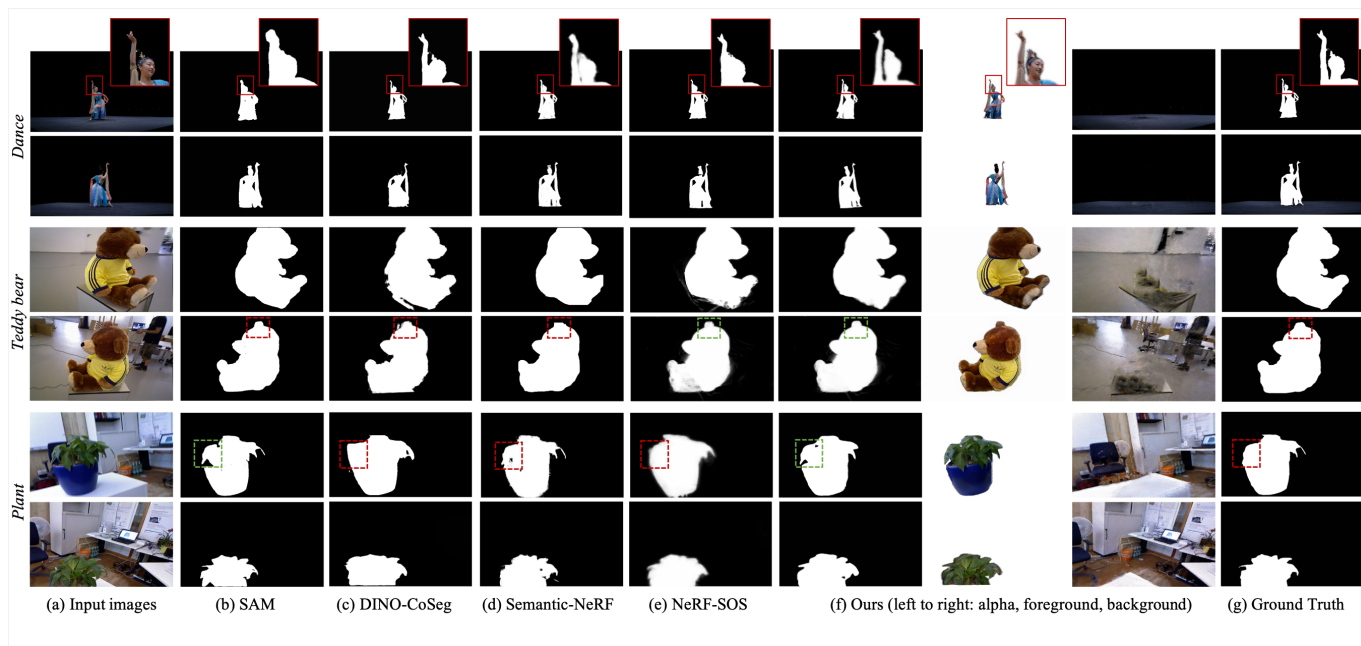 Dance
Teddy bear
Plant
(a) Input images
(b) SAM
(c) DINO-CoSeg
(d) Semantic-NeRF
(e) NeRF-SOS
(f) Ours (left to right: alpha, foreground, background)
(g) Ground Truth